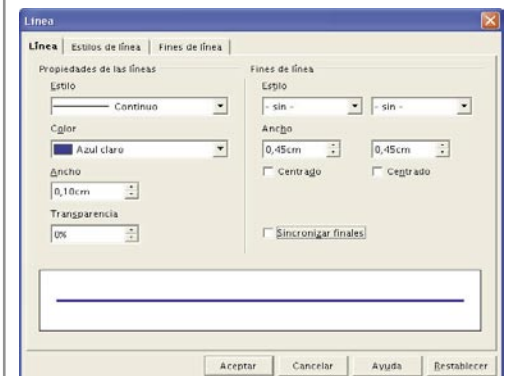 Línea
Línea Estilos de línea Fines de línea
Propiedades de las líneas
Estilo
Continuo
Color
Azul claro
Ancho
0,10cm
Transparencia
0%
Fines de línea
Estilo
- sin - - sin -
Ancho
0,45cm 0,45cm
Centrado Centrado
Sincronizar finales
Aceptar Cancelar Ayuda Restablecer